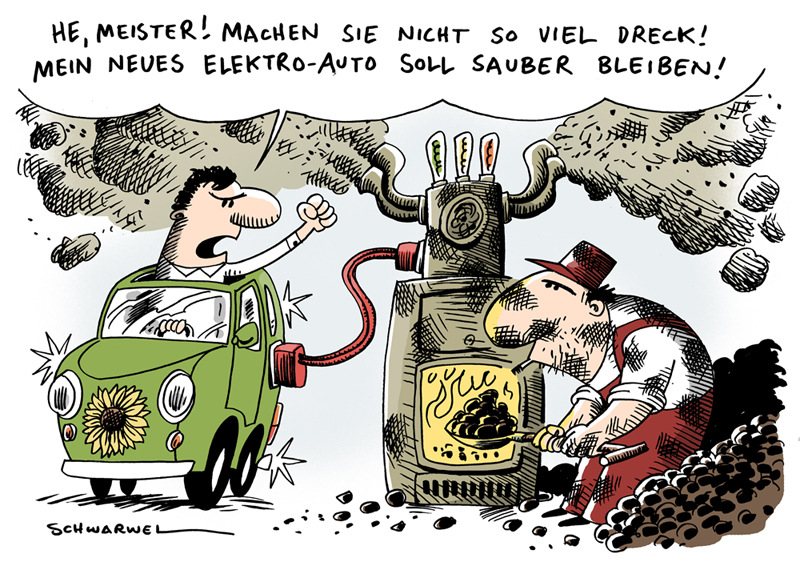 HE, MEISTER! MACHEN SIE NICHT SO VIEL DRECK!
MEIN NEUES ELEKTRO-AUTO SOLL SAUBER BLEIBEN!
SCHWARWEL